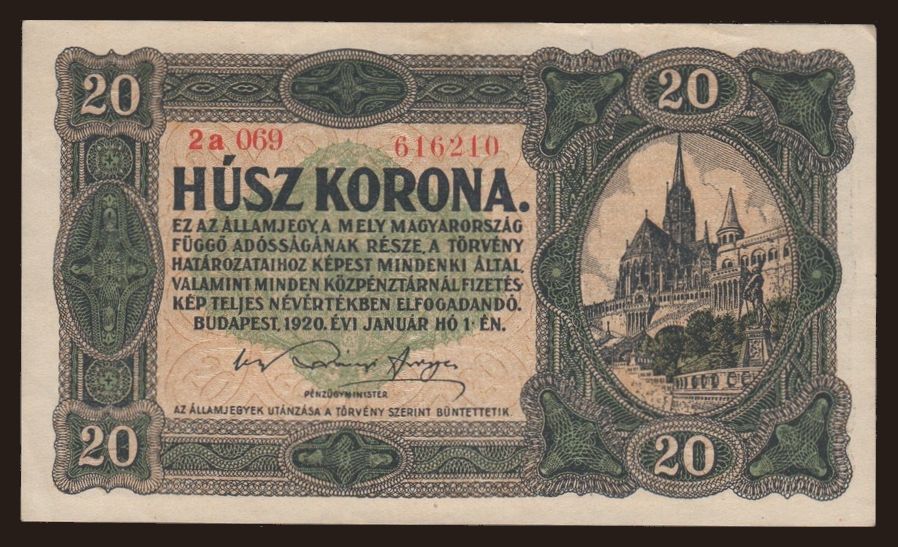 20 20
2a 069 616210
HÚSZ KORONA.
EZ AZ ÁLLAMJEGY, A MELY MAGYARORSZÁG
FÜGGŐ ADÓSSÁGÁNAK RÉSZE, A TÖRVÉNY
HATÁROZATAIHOZ KÉPEST MINDENKI ÁLTAL,
VALAMINT MINDEN KÖZPÉNZTÁRNÁL FIZETÉS-
KÉP TELJES NÉVÉRTÉKBEN ELFOGADANDÓ.
BUDAPEST, 1920. ÉVI JANUÁR HÓ 1-ÉN.
PÉNZÜGYMINISTER
AZ ÁLLAMJEGYEK UTÁNZÁSA A TÖRVÉNY SZERINT BÜNTETTETIK.
20 20